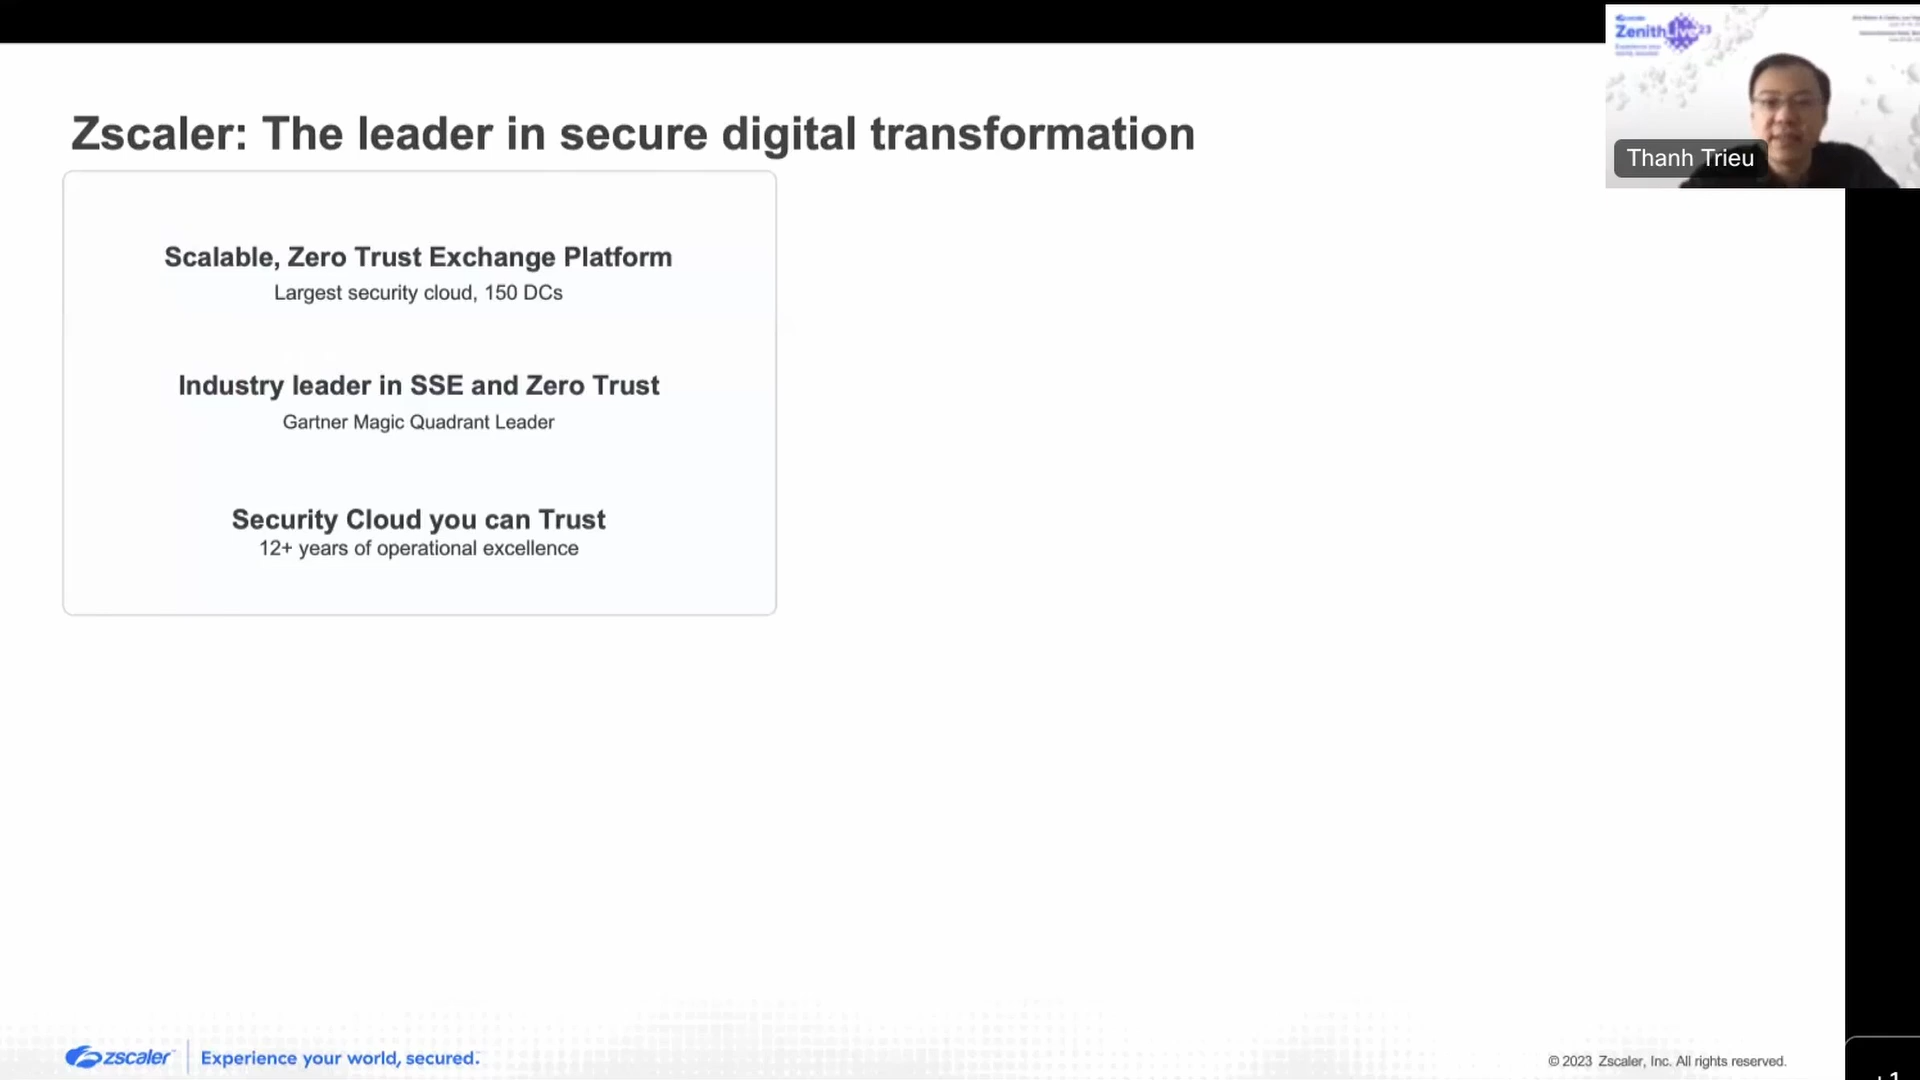 Zscaler: The leader in secure digital transformation
Zenith Live 23
Thanh Trieu
Scalable, Zero Trust Exchange Platform
Largest security cloud, 150 DCs
Industry leader in SSE and Zero Trust
Gartner Magic Quadrant Leader
Security Cloud you can Trust
12+ years of operational excellence
zscaler
Experience your world, secured.
© 2023 Zscaler, Inc. All rights reserved.